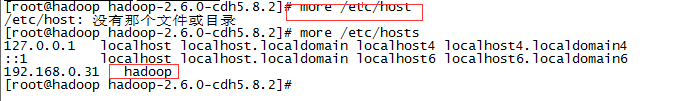 [root@hadoop hadoop-2.6.0-cdh5.8.2]# more /etc/host
/etc/host: 没有那个文件或目录
[root@hadoop hadoop-2.6.0-cdh5.8.2]# more /etc/hosts
127.0.0.1   localhost localhost.localdomain localhost4 localhost4.localdomain4
::1         localhost localhost.localdomain localhost6 localhost6.localdomain6
192.168.0.31   hadoop
[root@hadoop hadoop-2.6.0-cdh5.8.2]#